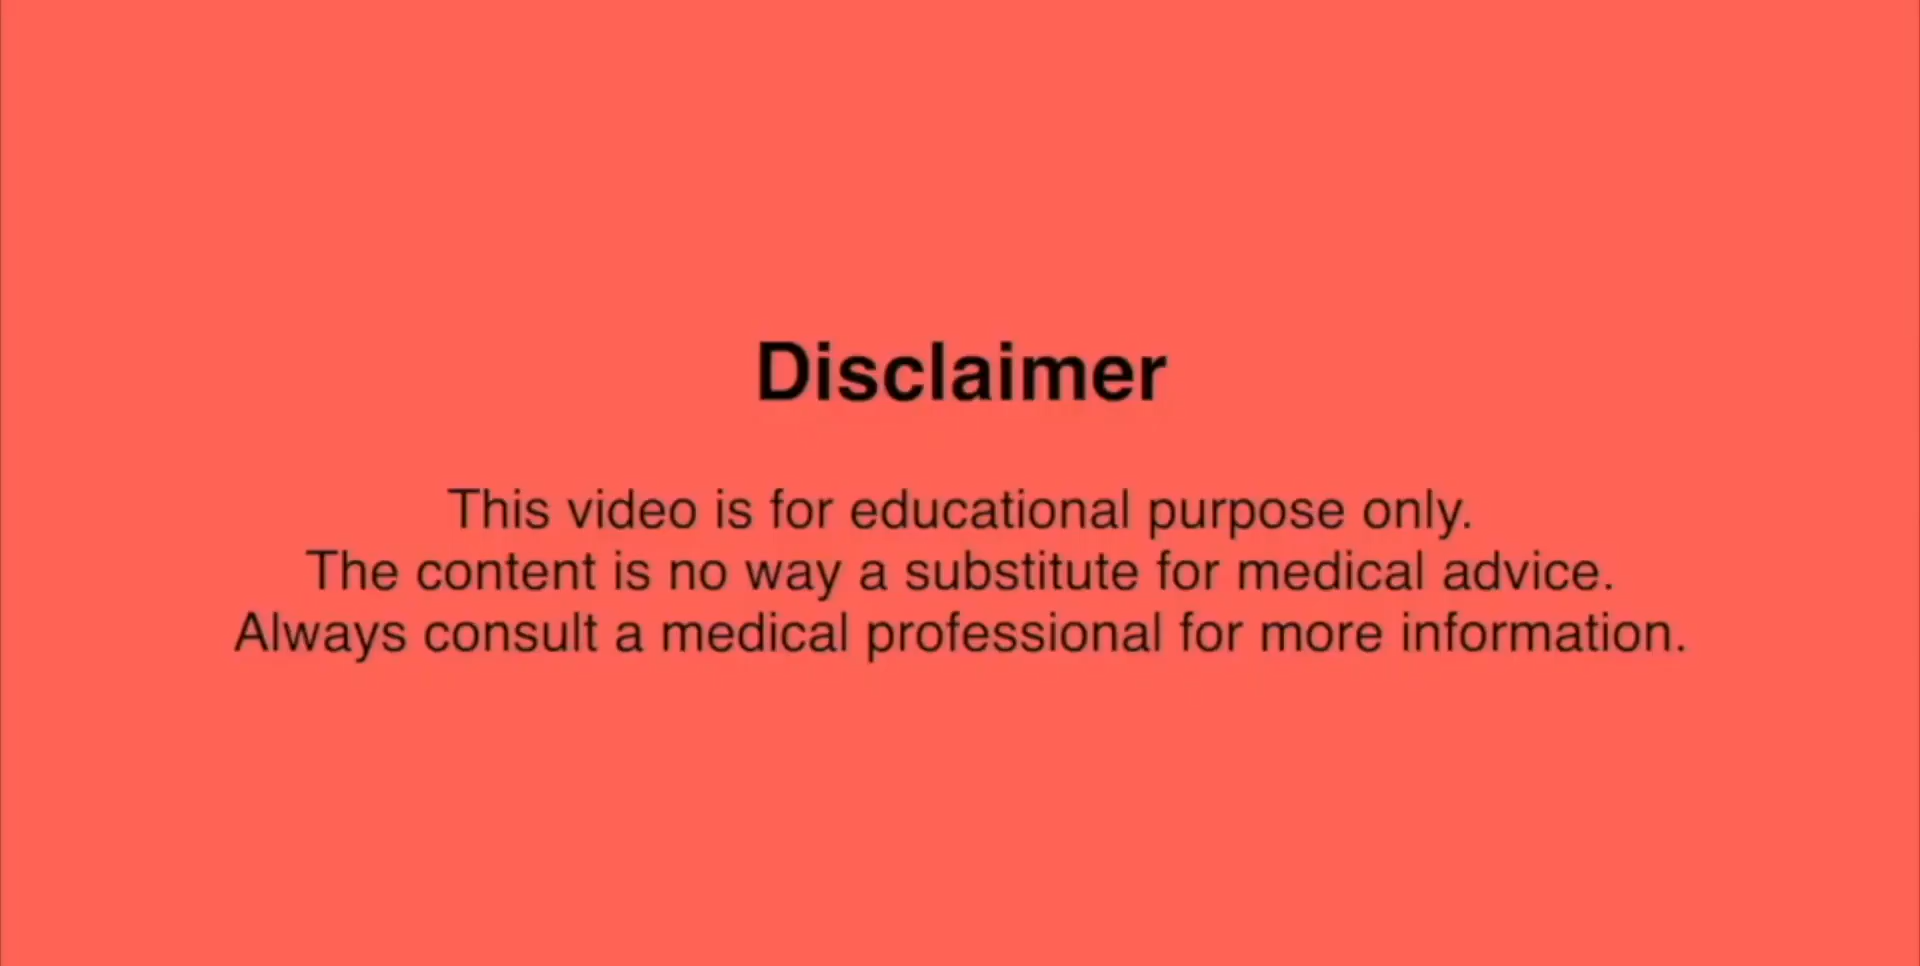 Disclaimer
This video is for educational purpose only.
The content is no way a substitute for medical advice.
Always consult a medical professional for more information.